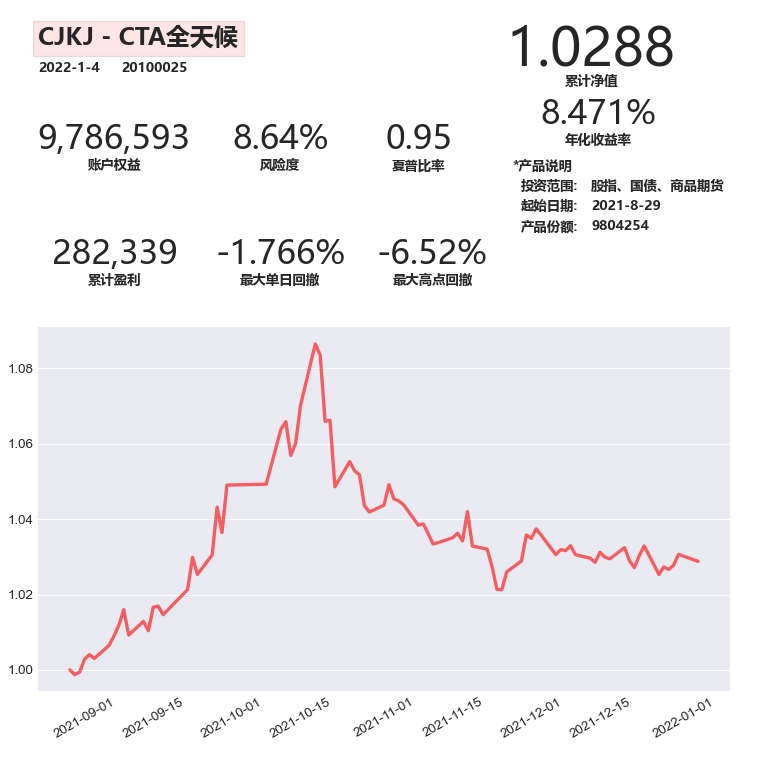 CJKJ - CTA全天候
2022-1-4 20100025
1.0288
累计净值
8.471%
年化收益率
9,786,593
账户权益
8.64%
风险度
0.95
夏普比率
*产品说明
投资范围: 股指、国债、商品期货
起始日期: 2021-8-29
产品份额: 9804254
282,339
累计盈利
-1.766%
最大单日回撤
-6.52%
最大高点回撤
1.08
1.06
1.04
1.02
1.00
2021-09-01
2021-09-15
2021-10-01
2021-10-15
2021-11-01
2021-11-15
2021-12-01
2021-12-15
2022-01-01